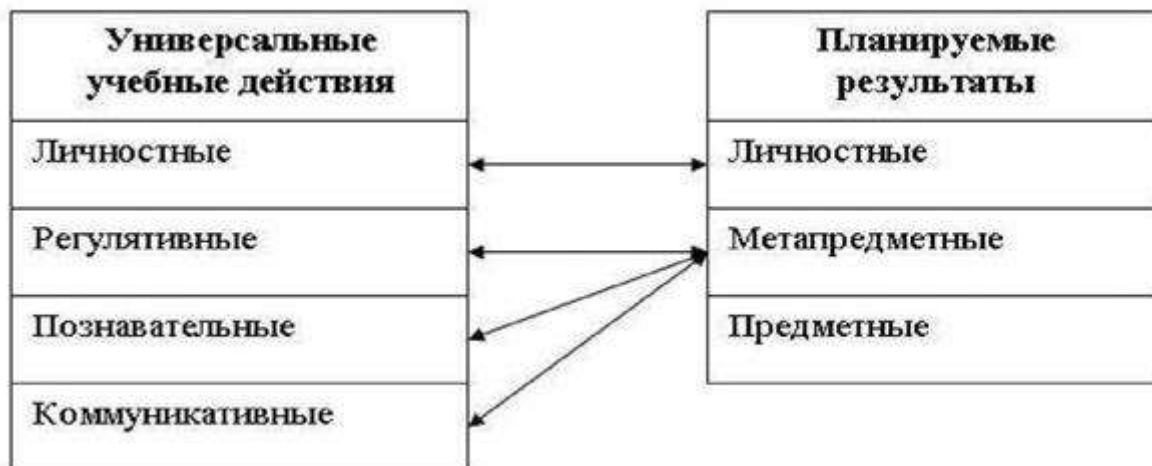 Универсальные
учебные действия
Личностные
Регулятивные
Познавательные
Коммуникативные
Планируемые
результаты
Личностные
Метапредметные
Предметные